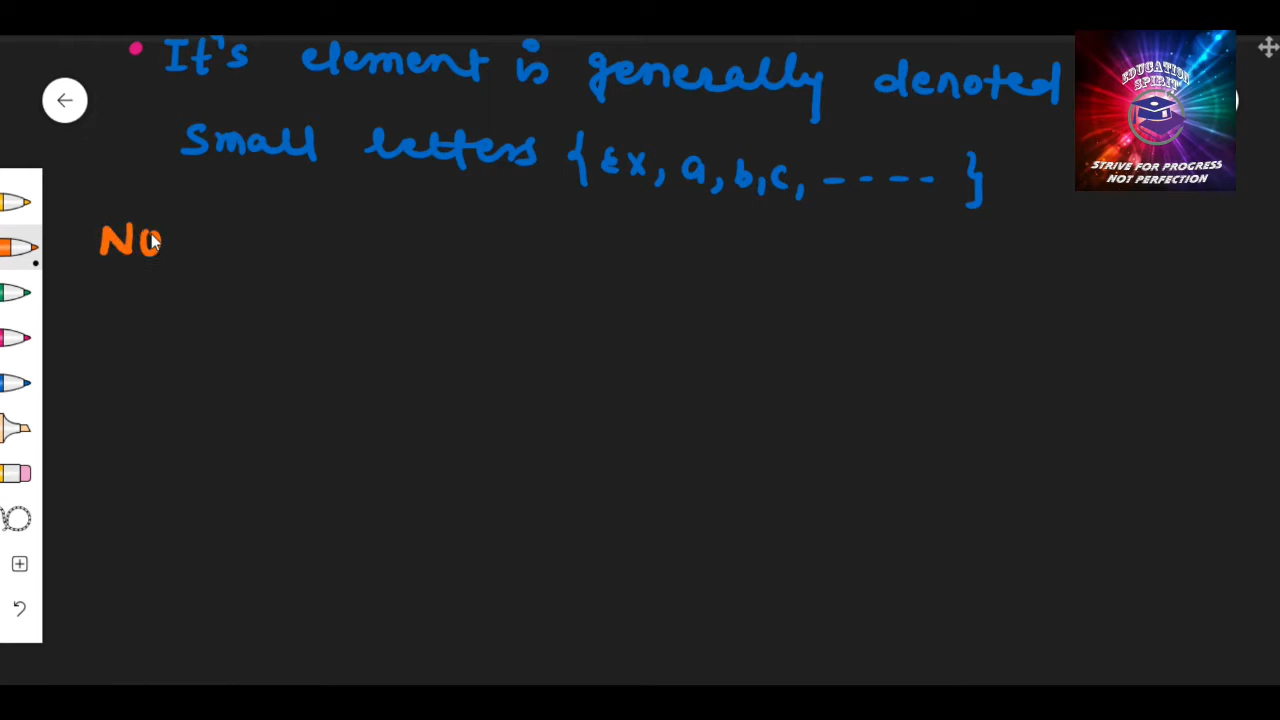 It's element is generally denoted
Small letters { Ex, a, b, c, ----- }
NO
EDUCATION
SPIRIT
STRIVE FOR PROGRESS
NOT PERFECTION